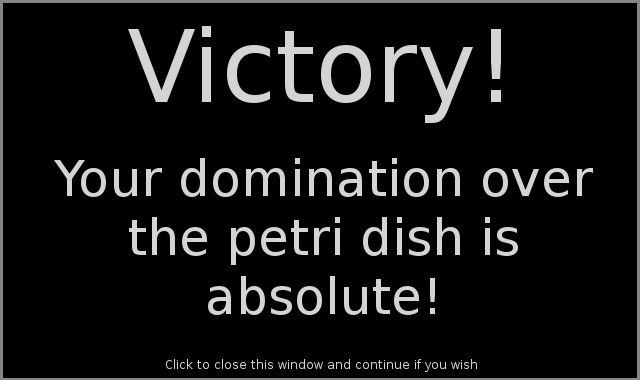 Victory!
Your domination over
the petri dish is
absolute!
Click to close this window and continue if you wish